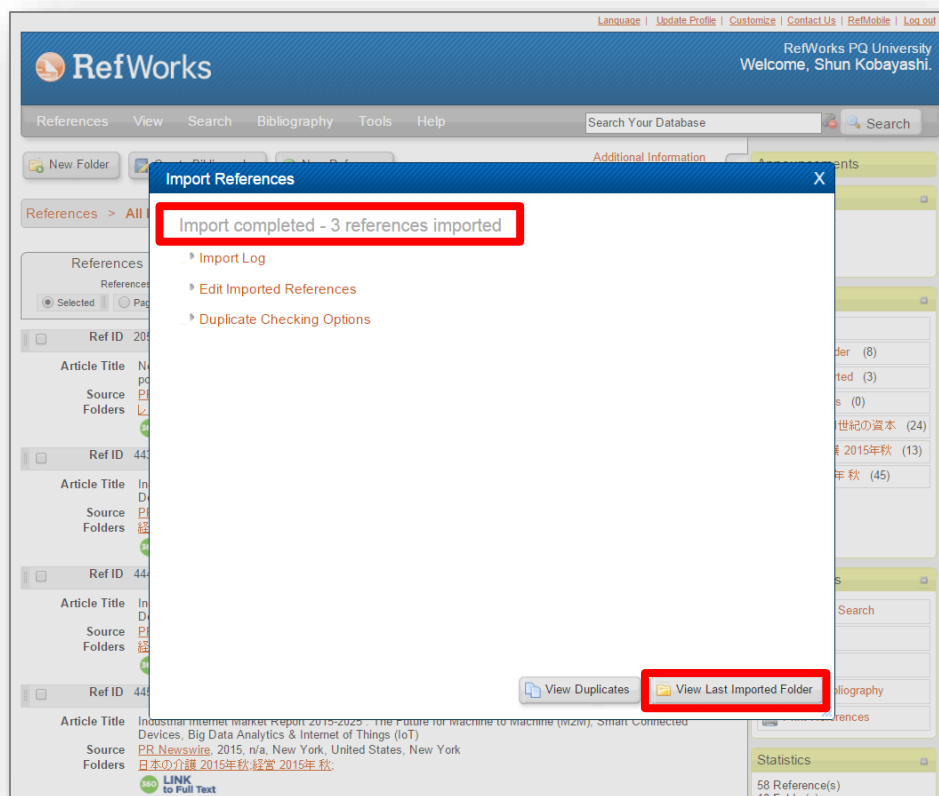 Language | Update Profile | Customize | Contact Us | RefMobile | Log out
RefWorks
RefWorks PQ University
Welcome, Shun Kobayashi.
References View Search Bibliography Tools Help
Search Your Database
Search
New Folder
Additional Information
Import References X
References > All
Import completed - 3 references imported
Import Log
Edit Imported References
Duplicate Checking Options
References
Selected
Ref ID
Article Title
Source
Folders
(8)
(3)
(0)
世紀の資本 (24)
2015年秋 (13)
年 秋 (45)
Ref ID
Article Title
Source
Folders
Ref ID
Article Title
Source
Folders
Search
View Duplicates
View Last Imported Folder
Ref ID
Article Title Industrial Internet Market Report 2015-2025 : The Future for Machine to Machine (M2M), Smart Connected
Devices, Big Data Analytics & Internet of Things (IoT)
Source PR Newswire, 2015, n/a, New York, United States, New York
Folders 日本の介護 2015年秋;経営 2015年 秋;
360 LINK
to Full Text
Statistics
58 Reference(s)